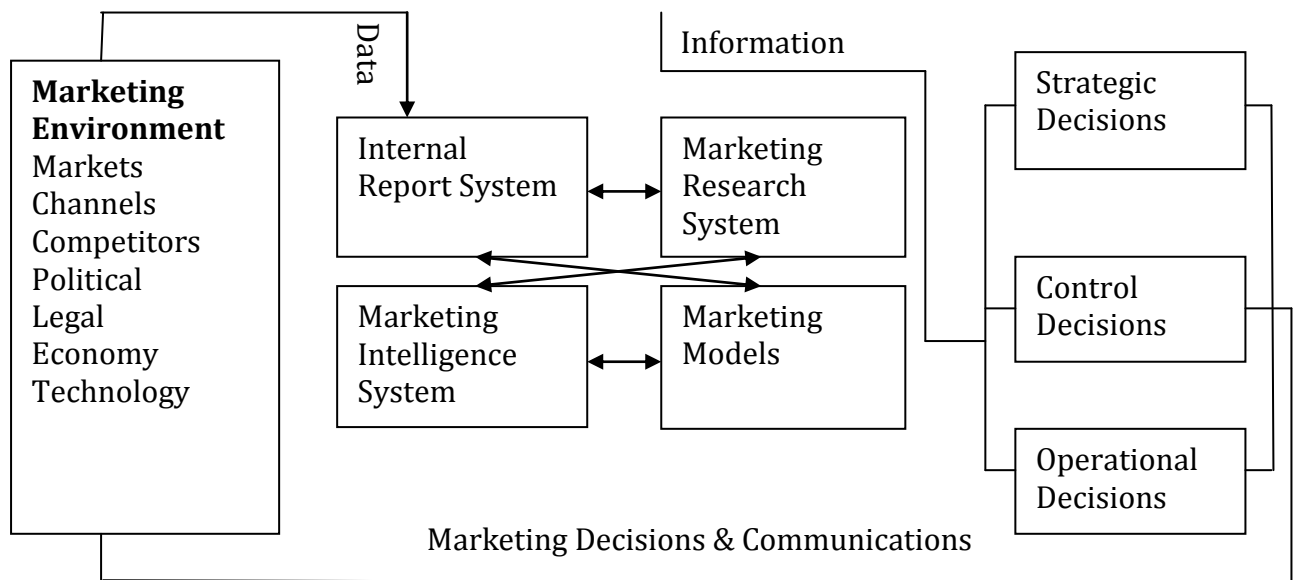 Data
Information
Marketing
Environment
Markets
Channels
Competitors
Political
Legal
Economy
Technology
Internal
Report System
Marketing
Research
System
Marketing
Intelligence
System
Marketing
Models
Strategic
Decisions
Control
Decisions
Operational
Decisions
Marketing Decisions & Communications